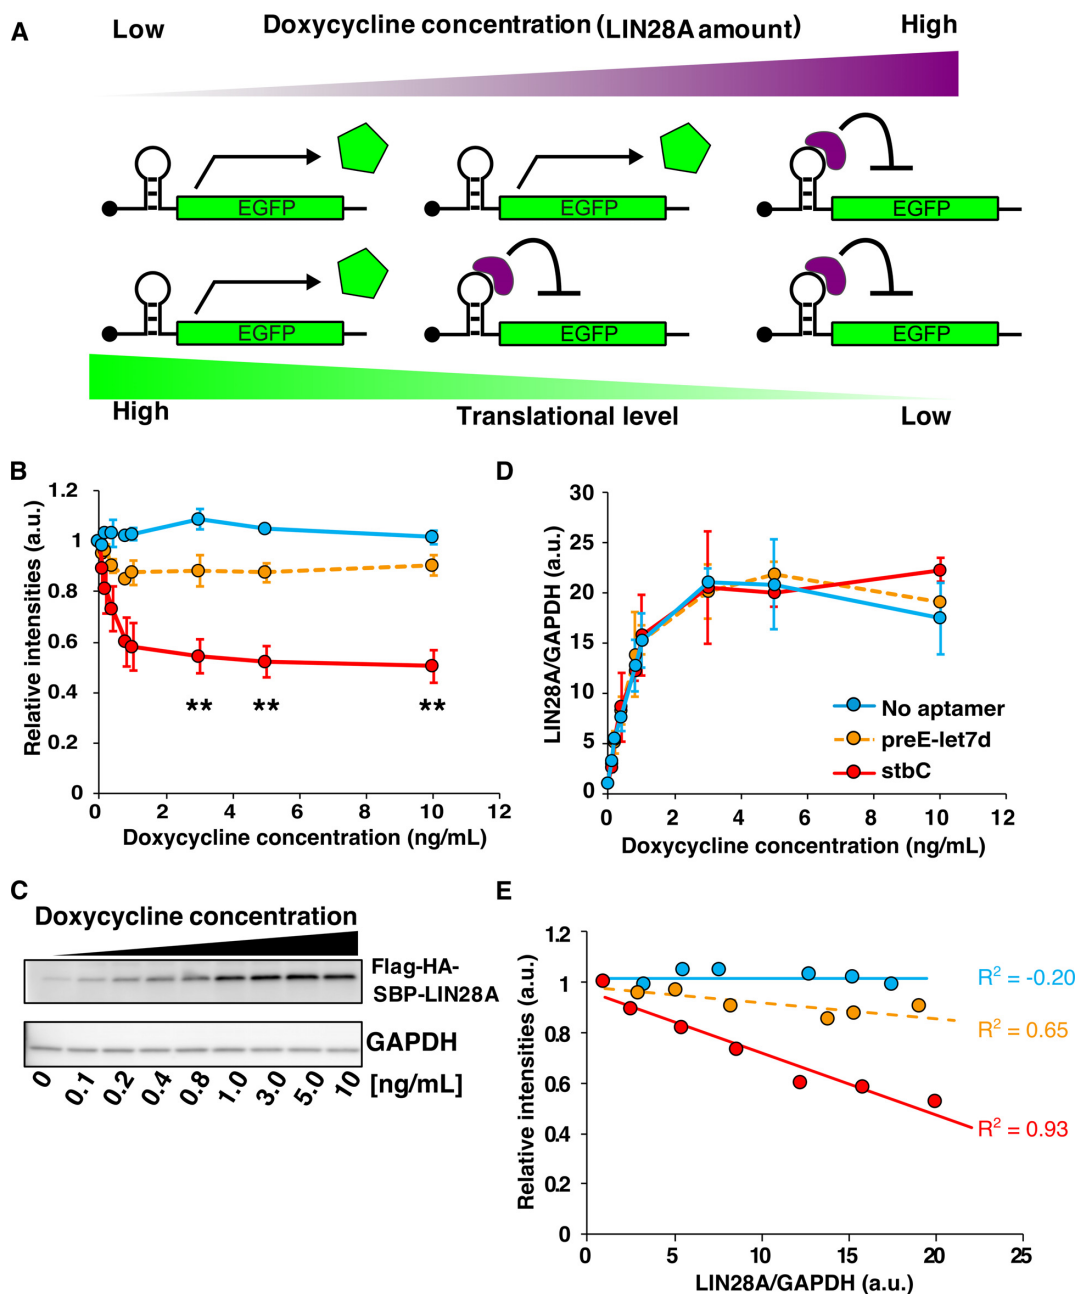 A
Low
Doxycycline concentration (LIN28A amount)
High
EGFP
EGFP
EGFP
EGFP
EGFP
EGFP
High
Translational level
Low
B
Relative intensities (a.u.)
1.2
1
0.8
0.6
0.4
0.2
0
** ** **
0 2 4 6 8 10 12
Doxycycline concentration (ng/mL)
D
LIN28A/GAPDH (a.u.)
30
25
20
15
10
5
0
No aptamer
preE-let7d
stbC
0 2 4 6 8 10 12
Doxycycline concentration (ng/mL)
C
Doxycycline concentration
Flag-HA-
SBP-LIN28A
GAPDH
0 0.1 0.2 0.4 0.8 1.0 3.0 5.0 10 [ng/mL]
E
Relative intensities (a.u.)
1.2
1
0.8
0.6
0.4
0.2
0
R² = -0.20
R² = 0.65
R² = 0.93
0 5 10 15 20 25
LIN28A/GAPDH (a.u.)